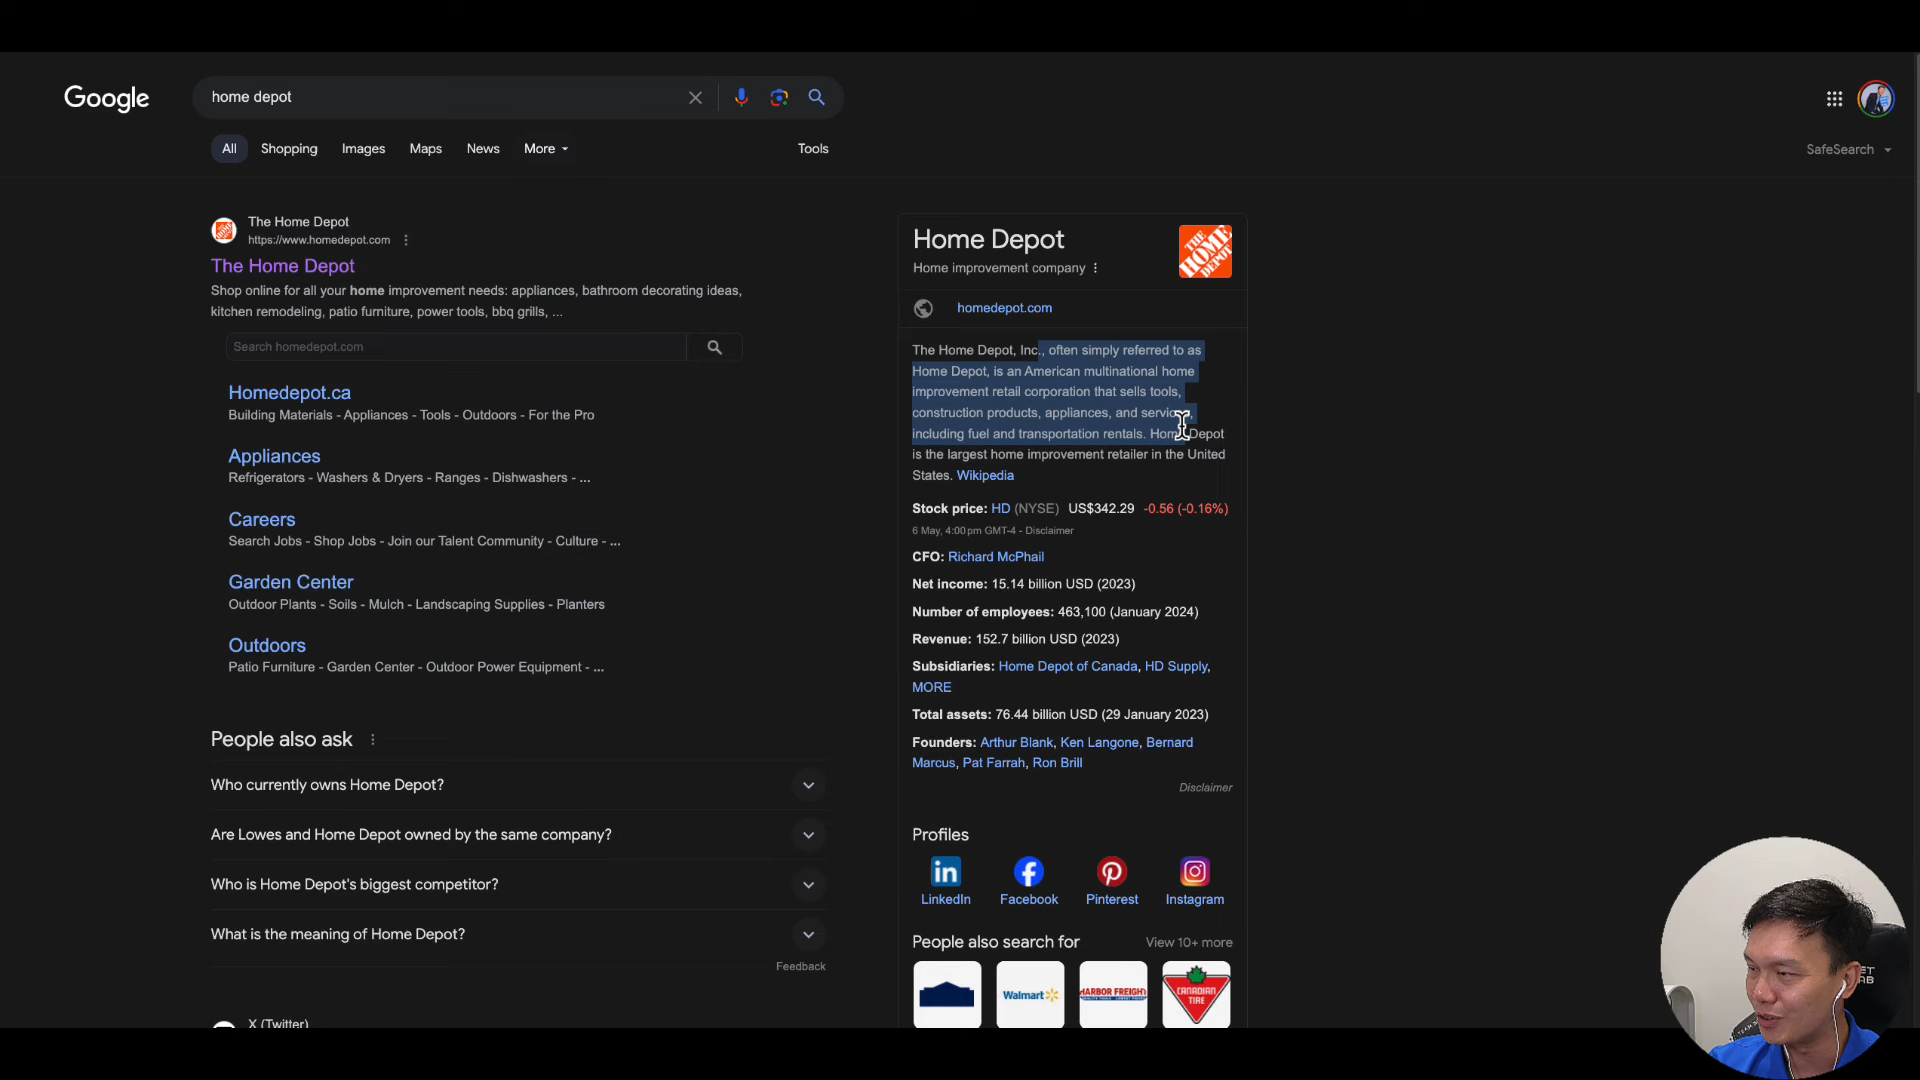 Google
home depot
All Shopping Images Maps News More Tools
SafeSearch
The Home Depot
https://www.homedepot.com
The Home Depot
Shop online for all your home improvement needs: appliances, bathroom decorating ideas,
kitchen remodeling, patio furniture, power tools, bbq grills, ...
Search homedepot.com
Homedepot.ca
Building Materials - Appliances - Tools - Outdoors - For the Pro
Appliances
Refrigerators - Washers & Dryers - Ranges - Dishwashers - ...
Careers
Search Jobs - Shop Jobs - Join our Talent Community - Culture - ...
Garden Center
Outdoor Plants - Soils - Mulch - Landscaping Supplies - Planters
Outdoors
Patio Furniture - Garden Center - Outdoor Power Equipment - ...
People also ask
Who currently owns Home Depot?
Are Lowes and Home Depot owned by the same company?
Who is Home Depot's biggest competitor?
What is the meaning of Home Depot?
Feedback
X (Twitter)
Home Depot
Home improvement company
THE HOME DEPOT
homedepot.com
The Home Depot, Inc., often simply referred to as
Home Depot, is an American multinational home
improvement retail corporation that sells tools,
construction products, appliances, and services,
including fuel and transportation rentals. Home Depot
is the largest home improvement retailer in the United
States. Wikipedia
Stock price: HD (NYSE) US$342.29 -0.56 (-0.16%)
6 May, 4:00 pm GMT-4 - Disclaimer
CFO: Richard McPhail
Net income: 15.14 billion USD (2023)
Number of employees: 463,100 (January 2024)
Revenue: 152.7 billion USD (2023)
Subsidiaries: Home Depot of Canada, HD Supply,
MORE
Total assets: 76.44 billion USD (29 January 2023)
Founders: Arthur Blank, Ken Langone, Bernard
Marcus, Pat Farrah, Ron Brill
Disclaimer
Profiles
LinkedIn Facebook Pinterest Instagram
People also search for View 10+ more
Walmart
HARBOR FREIGHT
CANADIAN TIRE